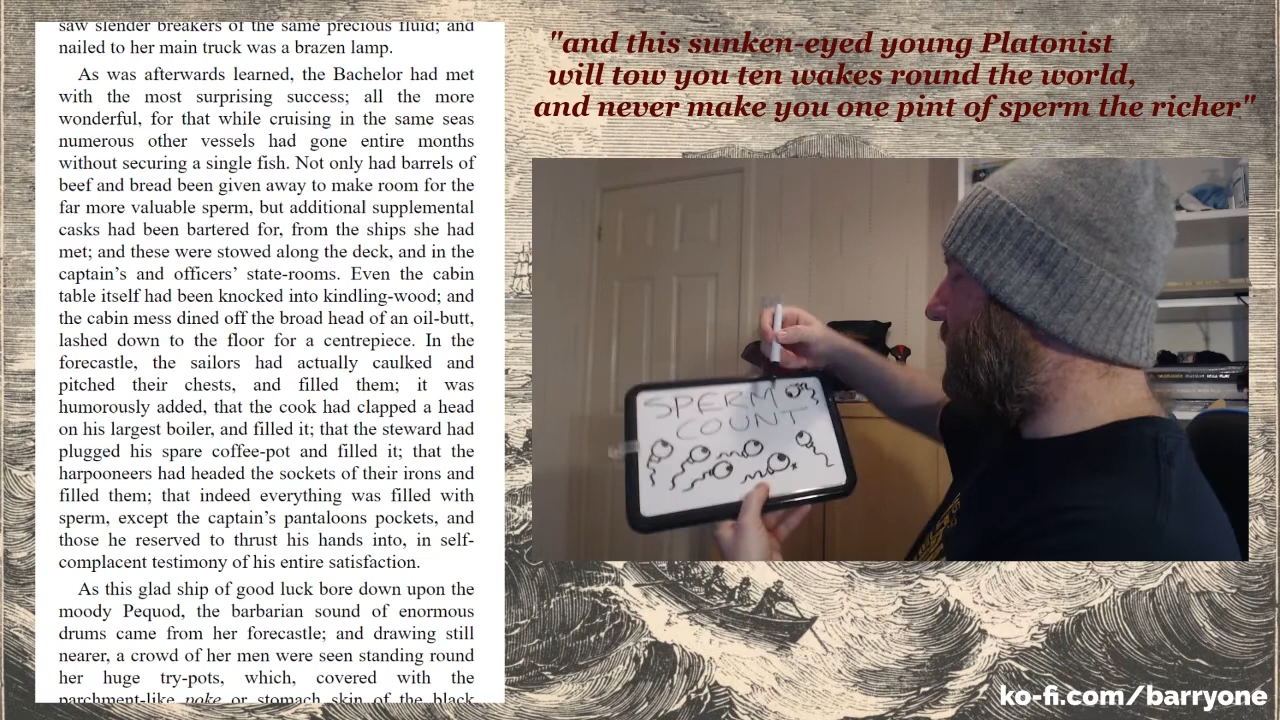 saw slender breakers of the same precious fluid; and
nailed to her main truck was a brazen lamp.
As was afterwards learned, the Bachelor had met
with the most surprising success; all the more
wonderful, for that while cruising in the same seas
numerous other vessels had gone entire months
without securing a single fish. Not only had barrels of
beef and bread been given away to make room for the
far more valuable sperm, but additional supplemental
casks had been bartered for, from the ships she had
met; and these were stowed along the deck, and in the
captain’s and officers’ state-rooms. Even the cabin
table itself had been knocked into kindling-wood; and
the cabin mess dined off the broad head of an oil-butt,
lashed down to the floor for a centrepiece. In the
forecastle, the sailors had actually caulked and
pitched their chests, and filled them; it was
humorously added, that the cook had clapped a head
on his largest boiler, and filled it; that the steward had
plugged his spare coffee-pot and filled it; that the
harpooneers had headed the sockets of their irons and
filled them; that indeed everything was filled with
sperm, except the captain’s pantaloons pockets, and
those he reserved to thrust his hands into, in self-
complacent testimony of his entire satisfaction.
As this glad ship of good luck bore down upon the
moody Pequod, the barbarian sound of enormous
drums came from her forecastle; and drawing still
nearer, a crowd of her men were seen standing round
her huge try-pots, which, covered with the
parchment-like poke or stomach skin of the black
"and this sunken-eyed young Platonist
will tow you ten wakes round the world,
and never make you one pint of sperm the richer"
SPERM
COUNT
ko-fi.com/barryone